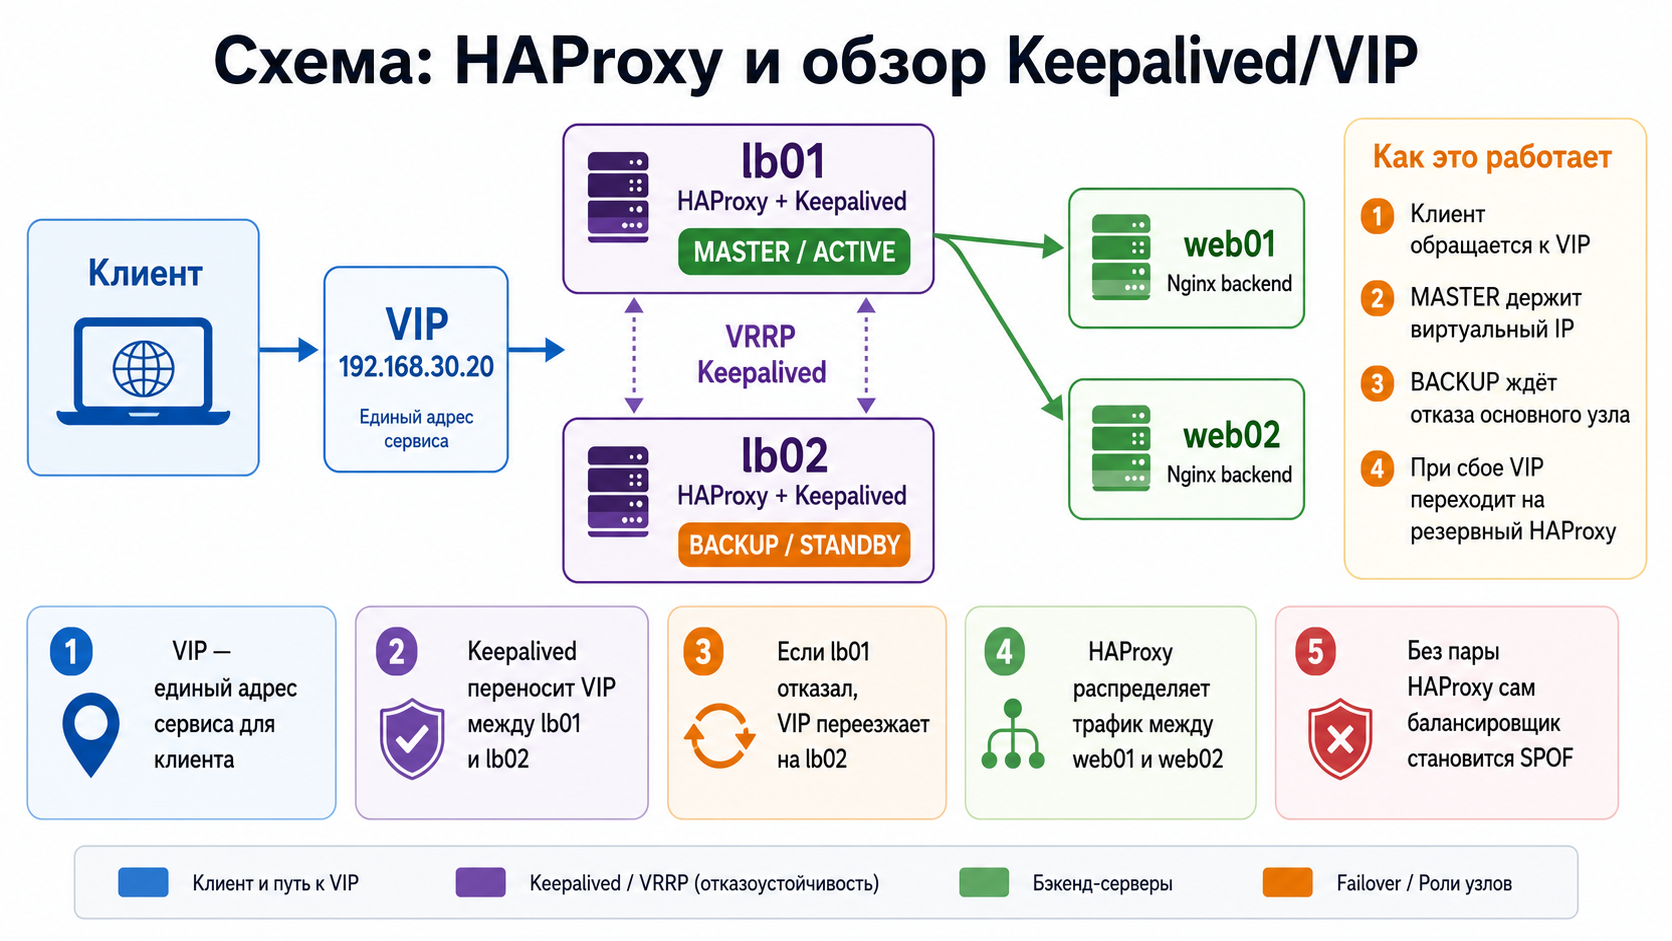 Схема: HAProxy и обзор Keepalived/VIP
Клиент
VIP
192.168.30.20
Единый адрес
сервиса
lb01
HAProxy + Keepalived
MASTER / ACTIVE
VRRP
Keepalived
lb02
HAProxy + Keepalived
BACKUP / STANDBY
web01
Nginx backend
web02
Nginx backend
Как это работает
1 Клиент
обращается к VIP
2 MASTER держит
виртуальный IP
3 BACKUP ждёт
отказа основного узла
4 При сбое VIP
переходит на
резервный HAProxy
1 VIP —
единый адрес
сервиса для
клиента
2 Keepalived
переносит VIP
между lb01
и lb02
3 Если lb01
отказал,
VIP переезжает
на lb02
4 HAProxy
распределяет
трафик между
web01 и web02
5 Без пары
HAProxy сам
балансировщик
становится SPOF
Клиент и путь к VIP
Keepalived / VRRP (отказоустойчивость)
Бэкенд-серверы
Failover / Роли узлов